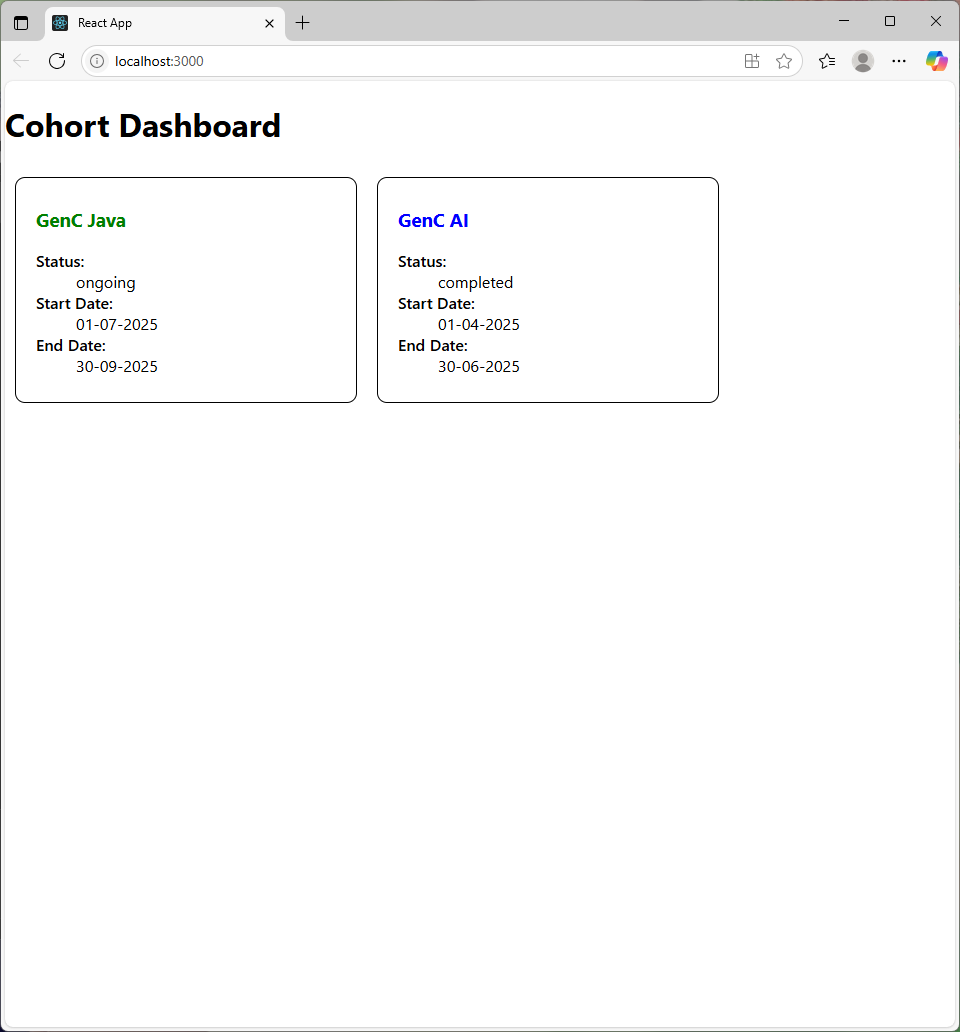 React App
localhost:3000
Cohort Dashboard
GenC Java
Status:
ongoing
Start Date:
01-07-2025
End Date:
30-09-2025
GenC AI
Status:
completed
Start Date:
01-04-2025
End Date:
30-06-2025